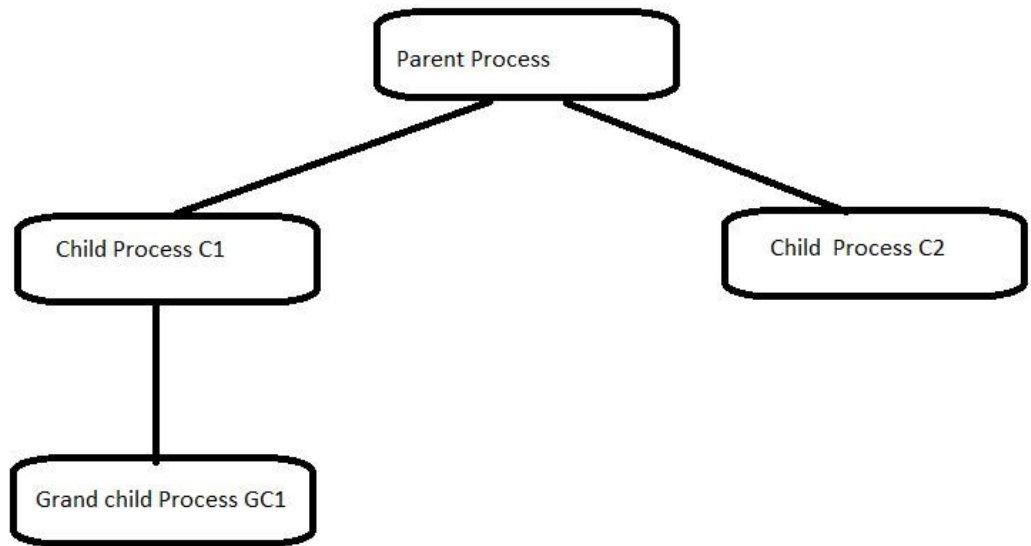 Parent Process
Child Process C1
Child  Process C2
Grand child Process GC1